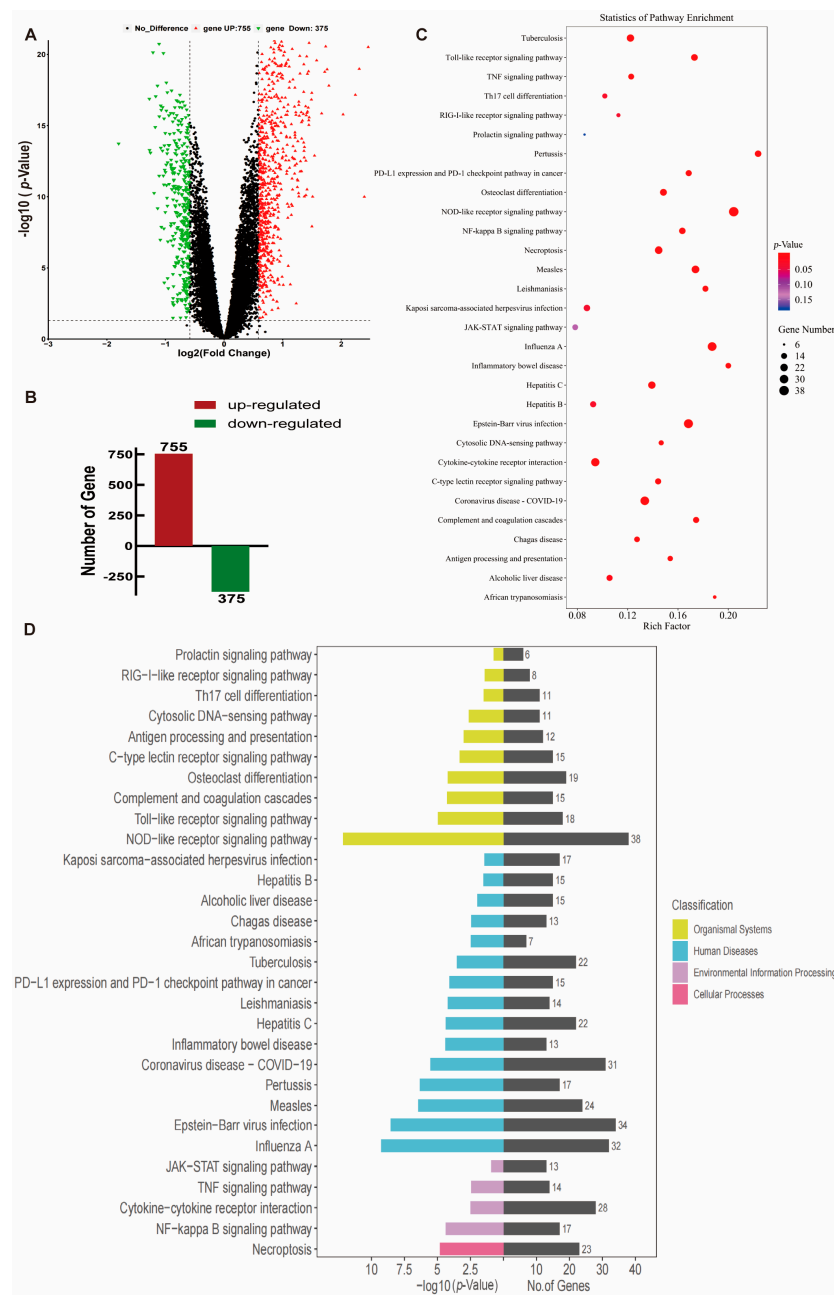 A
No_Difference gene UP:755 gene Down: 375
20
15
10
5
0
-log10 ( p-Value)
−3 −2 −1 0 1 2
log2(Fold Change)
B
up-regulated
down-regulated
755
750
500
250
0
-250
375
Number of Gene
C
Statistics of Pathway Enrichment
Tuberculosis
Toll-like receptor signaling pathway
TNF signaling pathway
Th17 cell differentiation
RIG-I-like receptor signaling pathway
Prolactin signaling pathway
Pertussis
PD-L1 expression and PD-1 checkpoint pathway in cancer
Osteoclast differentiation
NOD-like receptor signaling pathway
NF-kappa B signaling pathway
Necroptosis
Measles
Leishmaniasis
Kaposi sarcoma-associated herpesvirus infection
JAK-STAT signaling pathway
Influenza A
Inflammatory bowel disease
Hepatitis C
Hepatitis B
Epstein-Barr virus infection
Cytosolic DNA-sensing pathway
Cytokine-cytokine receptor interaction
C-type lectin receptor signaling pathway
Coronavirus disease - COVID-19
Complement and coagulation cascades
Chagas disease
Antigen processing and presentation
Alcoholic liver disease
African trypanosomiasis
0.08 0.12 0.16 0.20
Rich Factor
p-Value
0.05
0.10
0.15
Gene Number
6
14
22
30
38
D
Prolactin signaling pathway 6
RIG-I-like receptor signaling pathway 8
Th17 cell differentiation 11
Cytosolic DNA-sensing pathway 11
Antigen processing and presentation 12
C-type lectin receptor signaling pathway 15
Osteoclast differentiation 19
Complement and coagulation cascades 15
Toll-like receptor signaling pathway 18
NOD-like receptor signaling pathway 38
Kaposi sarcoma-associated herpesvirus infection 17
Hepatitis B 15
Alcoholic liver disease 15
Chagas disease 13
African trypanosomiasis 7
Tuberculosis 22
PD-L1 expression and PD-1 checkpoint pathway in cancer 15
Leishmaniasis 14
Hepatitis C 22
Inflammatory bowel disease 13
Coronavirus disease − COVID−19 31
Pertussis 17
Measles 24
Epstein-Barr virus infection 34
Influenza A 32
JAK-STAT signaling pathway 13
TNF signaling pathway 14
Cytokine-cytokine receptor interaction 28
NF-kappa B signaling pathway 17
Necroptosis 23
10 7.5 5 2.5 10 20 30 40
−log10 (p-Value) No.of Genes
Classification
Organismal Systems
Human Diseases
Environmental Information Processing
Cellular Processes